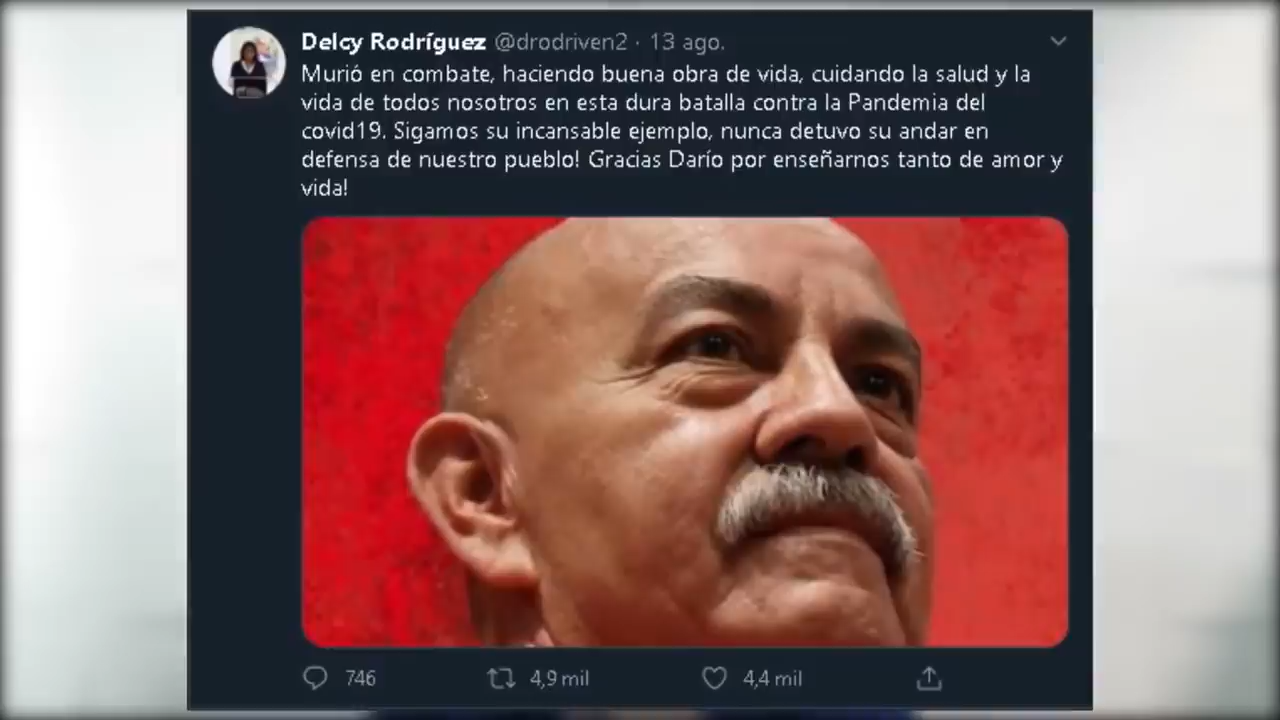 Delcy Rodríguez @drodriven2 · 13 ago.
Murió en combate, haciendo buena obra de vida, cuidando la salud y la
vida de todos nosotros en esta dura batalla contra la Pandemia del
covid19. Sigamos su incansable ejemplo, nunca detuvo su andar en
defensa de nuestro pueblo! Gracias Darío por enseñarnos tanto de amor y
vida!
746 4,9 mil 4,4 mil